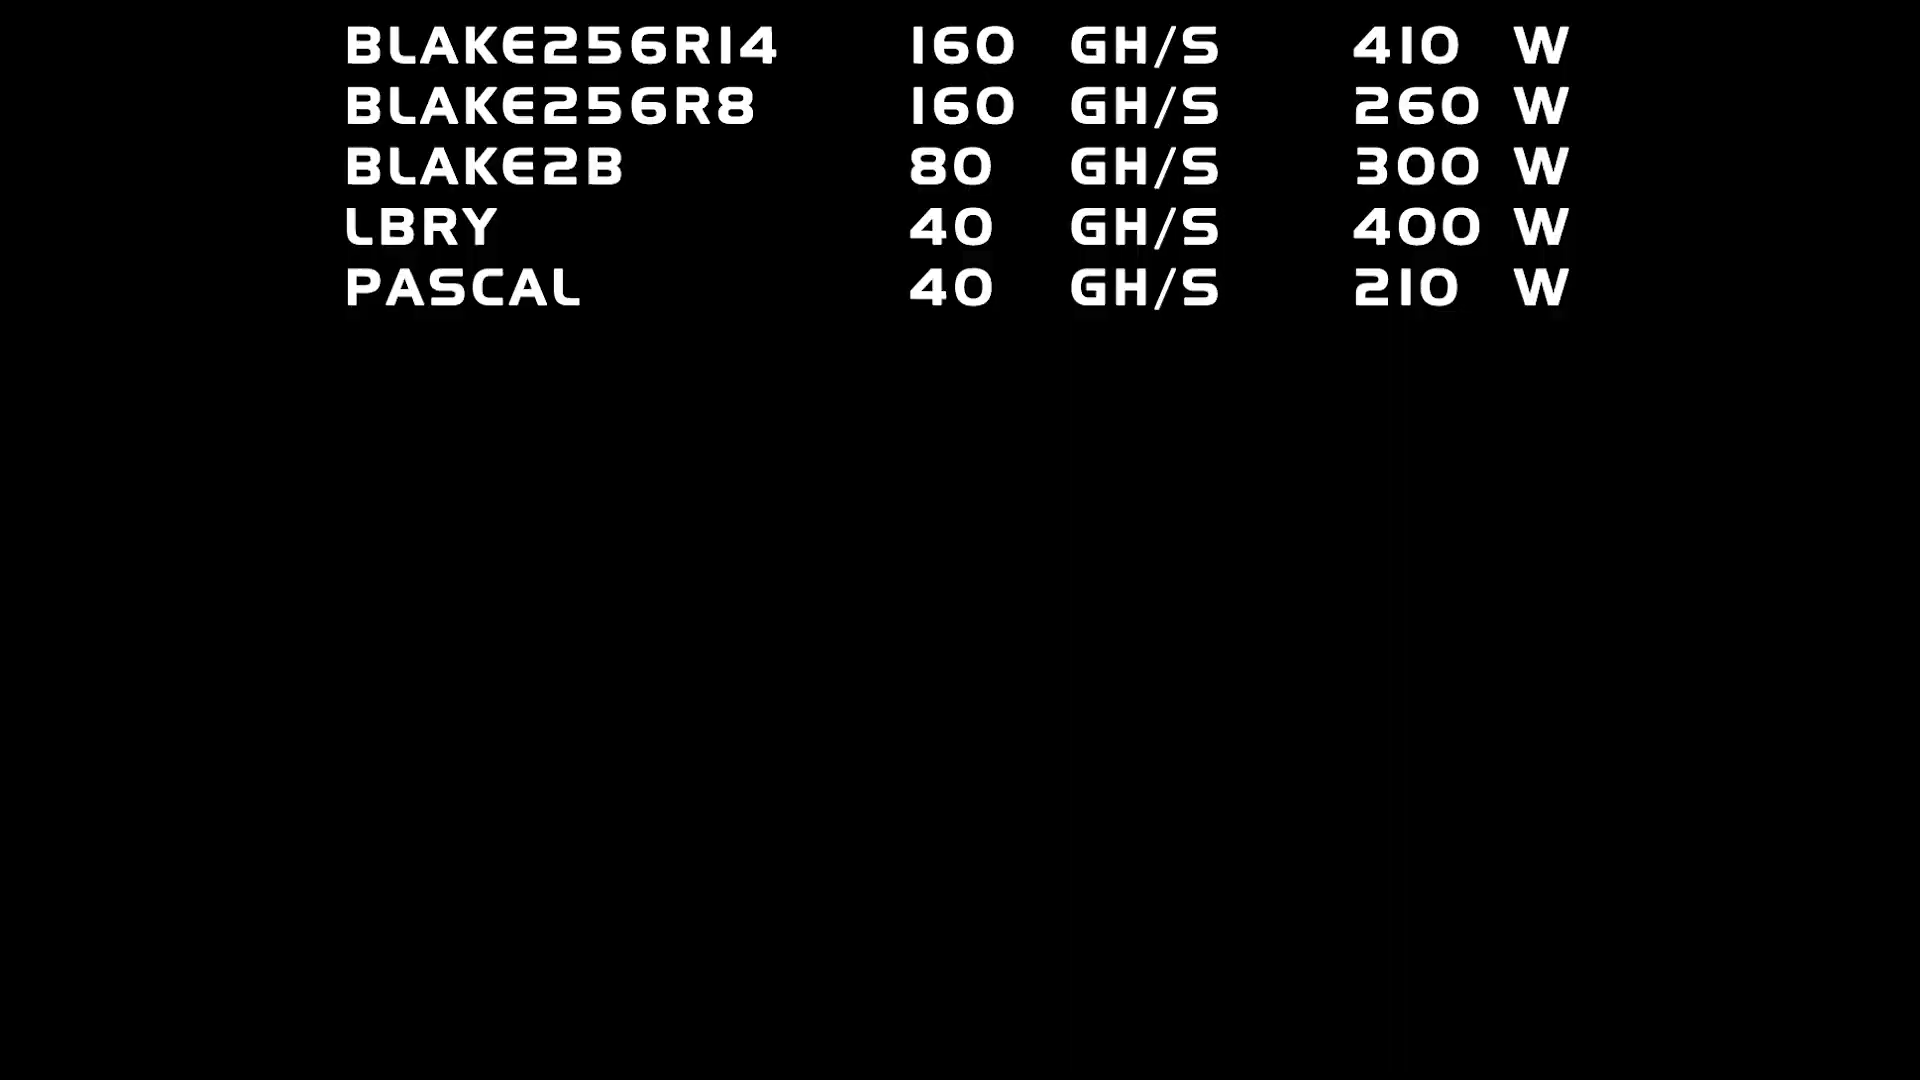 BLAKE256R14 160 GH/S 410 W
BLAKE256R8 160 GH/S 260 W
BLAKE2B 80 GH/S 300 W
LBRY 40 GH/S 400 W
PASCAL 40 GH/S 210 W